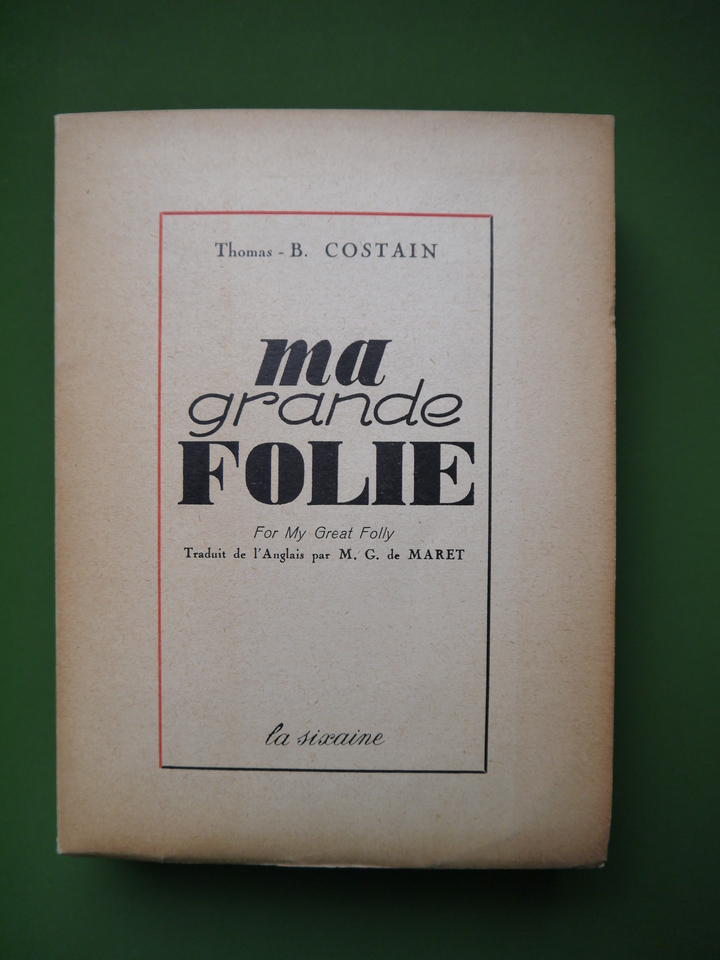 Thomas - B. COSTAIN
ma
grande
FOLIE
For My Great Folly
Traduit de l'Anglais par M. G. de MARET
la sixaine